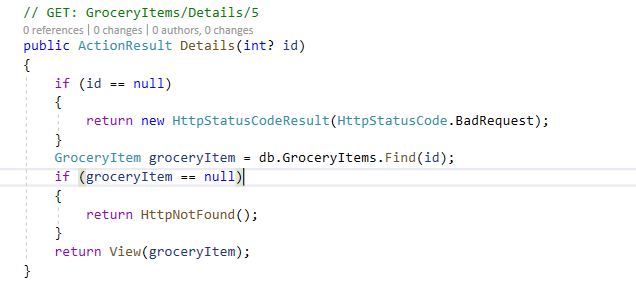 // GET: GroceryItems/Details/5
0 references | 0 changes | 0 authors, 0 changes
public ActionResult Details(int? id)
{
if (id == null)
{
return new HttpStatusCodeResult(HttpStatusCode.BadRequest);
}
GroceryItem groceryItem = db.GroceryItems.Find(id);
if (groceryItem == null)
{
return HttpNotFound();
}
return View(groceryItem);
}